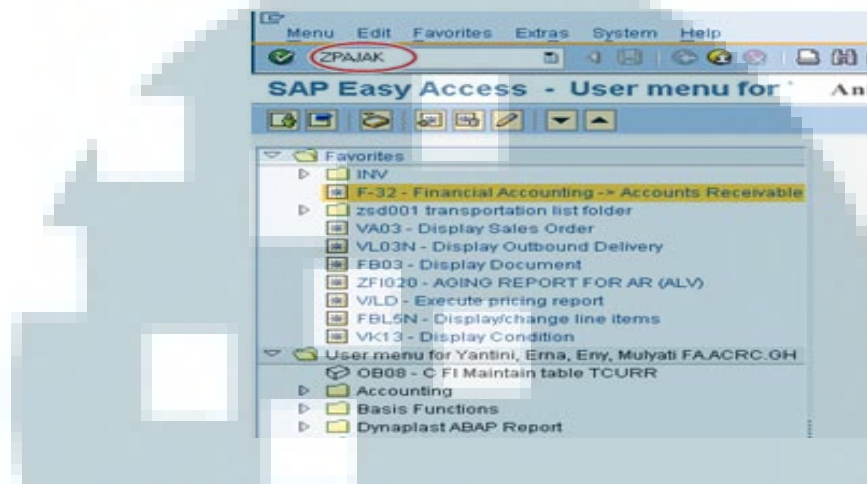 Menu Edit Favorites Extras System Help
ZPAJAK
SAP Easy Access - User menu for An
Favorites
INV
F-32 - Financial Accounting -> Accounts Receivable
zsd001 transportation list folder
VA03 - Display Sales Order
VL03N - Display Outbound Delivery
FB03 - Display Document
ZFI020 - AGING REPORT FOR AR (ALV)
V/LD - Execute pricing report
FBL5N - Display/change line items
VK13 - Display Condition
User menu for Yantini, Erna, Eny, Mulyati FA.ACRC.GH
OB08 - C FI Maintain table TCURR
Accounting
Basis Functions
Dynaplast ABAP Report